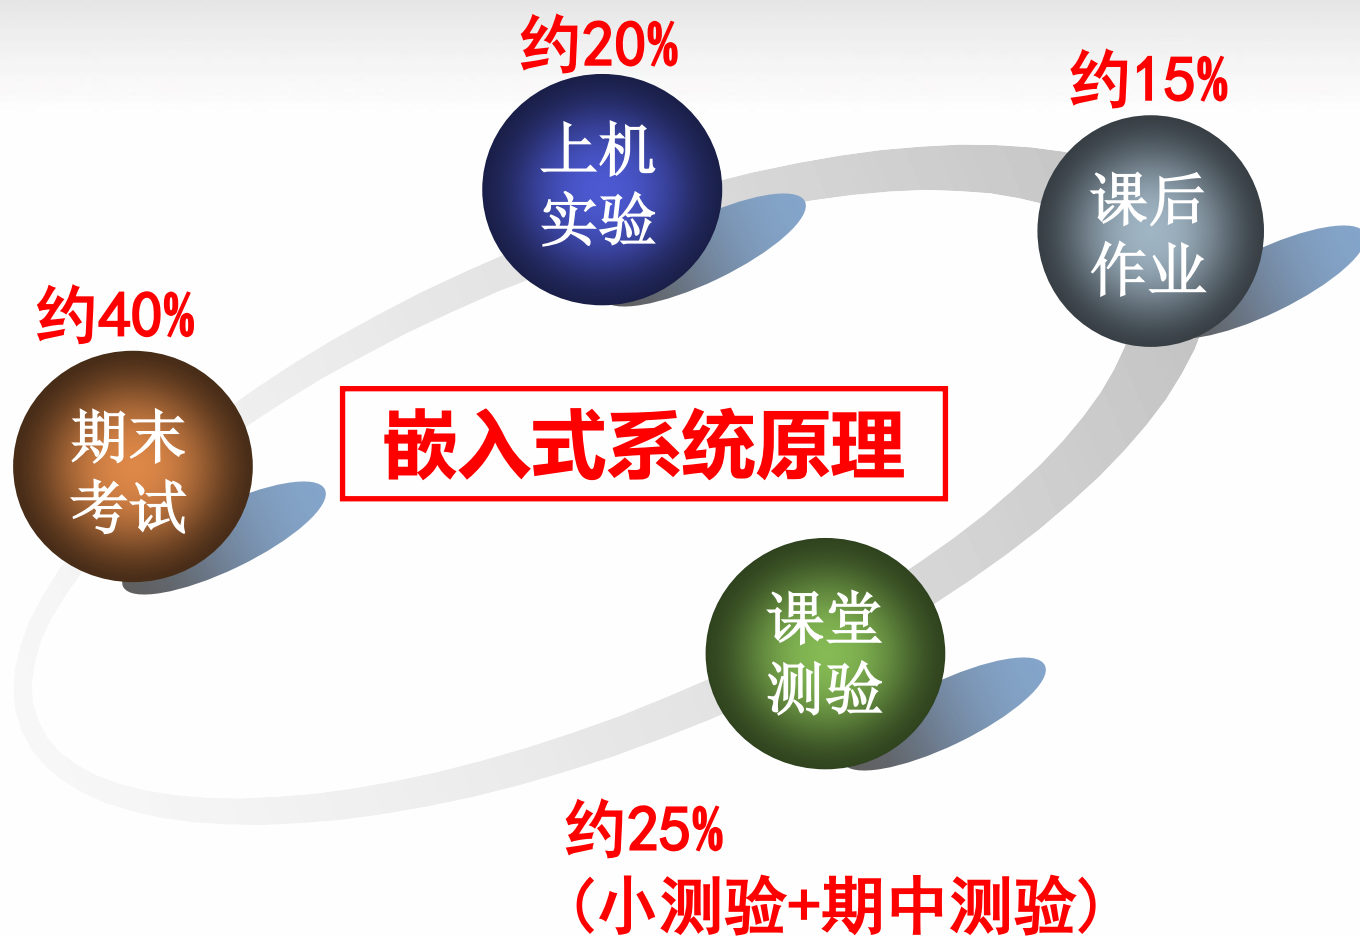 约20%
上机
实验
约15%
课后
作业
约40%
期末
考试
嵌入式系统原理
课堂
测验
约25%
（小测验+期中测验）